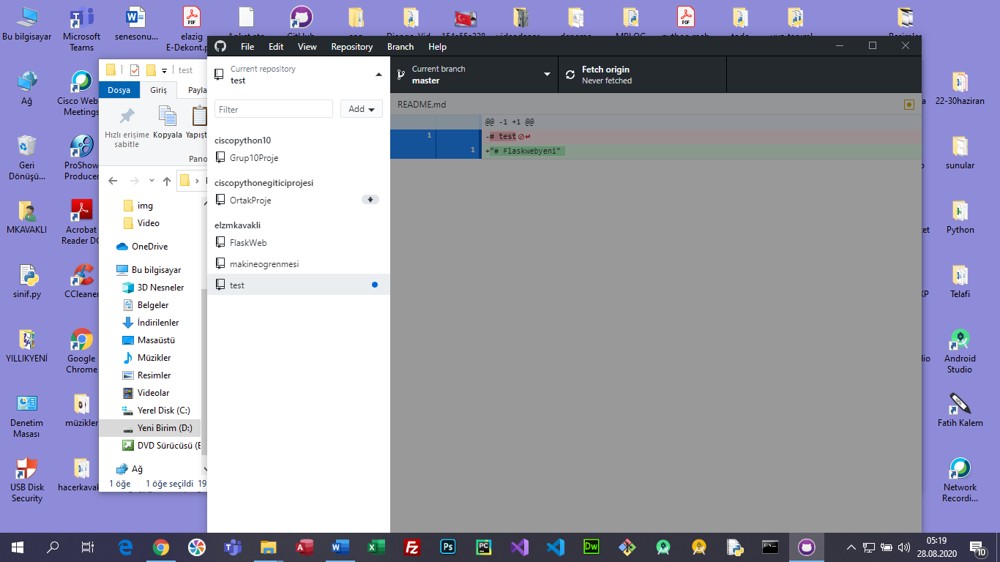 Bu bilgisayar
Microsoft
Teams
senesonu...
elazig
E-Dekont.p
File
Edit
View
Repository
Branch
Help
test
Dosya
Giriş
Payla
Hızlı erişime
sabitle
Kopyala
Yapışt
Pano
img
Video
OneDrive
Bu bilgisayar
3D Nesneler
Belgeler
İndirilenler
Masaüstü
Müzikler
Resimler
Videolar
Yerel Disk (C:)
Yeni Birim (D:)
DVD Sürücüsü (E
Ağ
1 öğe
1 öğe seçildi
19
Current repository
test
Filter
Add
ciscopython10
Grup10Proje
ciscopythonegiticiprojesi
OrtakProje
elzmkavakli
FlaskWeb
makineogrenmesi
test
Current branch
master
Fetch origin
Never fetched
README.md
@@ -1 +1 @@
1
-# test
1
+"# Flaskwebyeni"
Ağ
Cisco Web
Meetings
Geri
Dönüşü...
ProShow
Producer
MKAVAKLI
Acrobat
Reader DC
sinif.py
CCleaner
YILLIKYENİ
Google
Chrome
Denetim
Masası
müzikler
USB Disk
Security
hacerkavak
22-30haziran
sunular
Python
Telafi
Android
Studio
Fatih Kalem
Network
Recordi...
05:19
28.08.2020
10